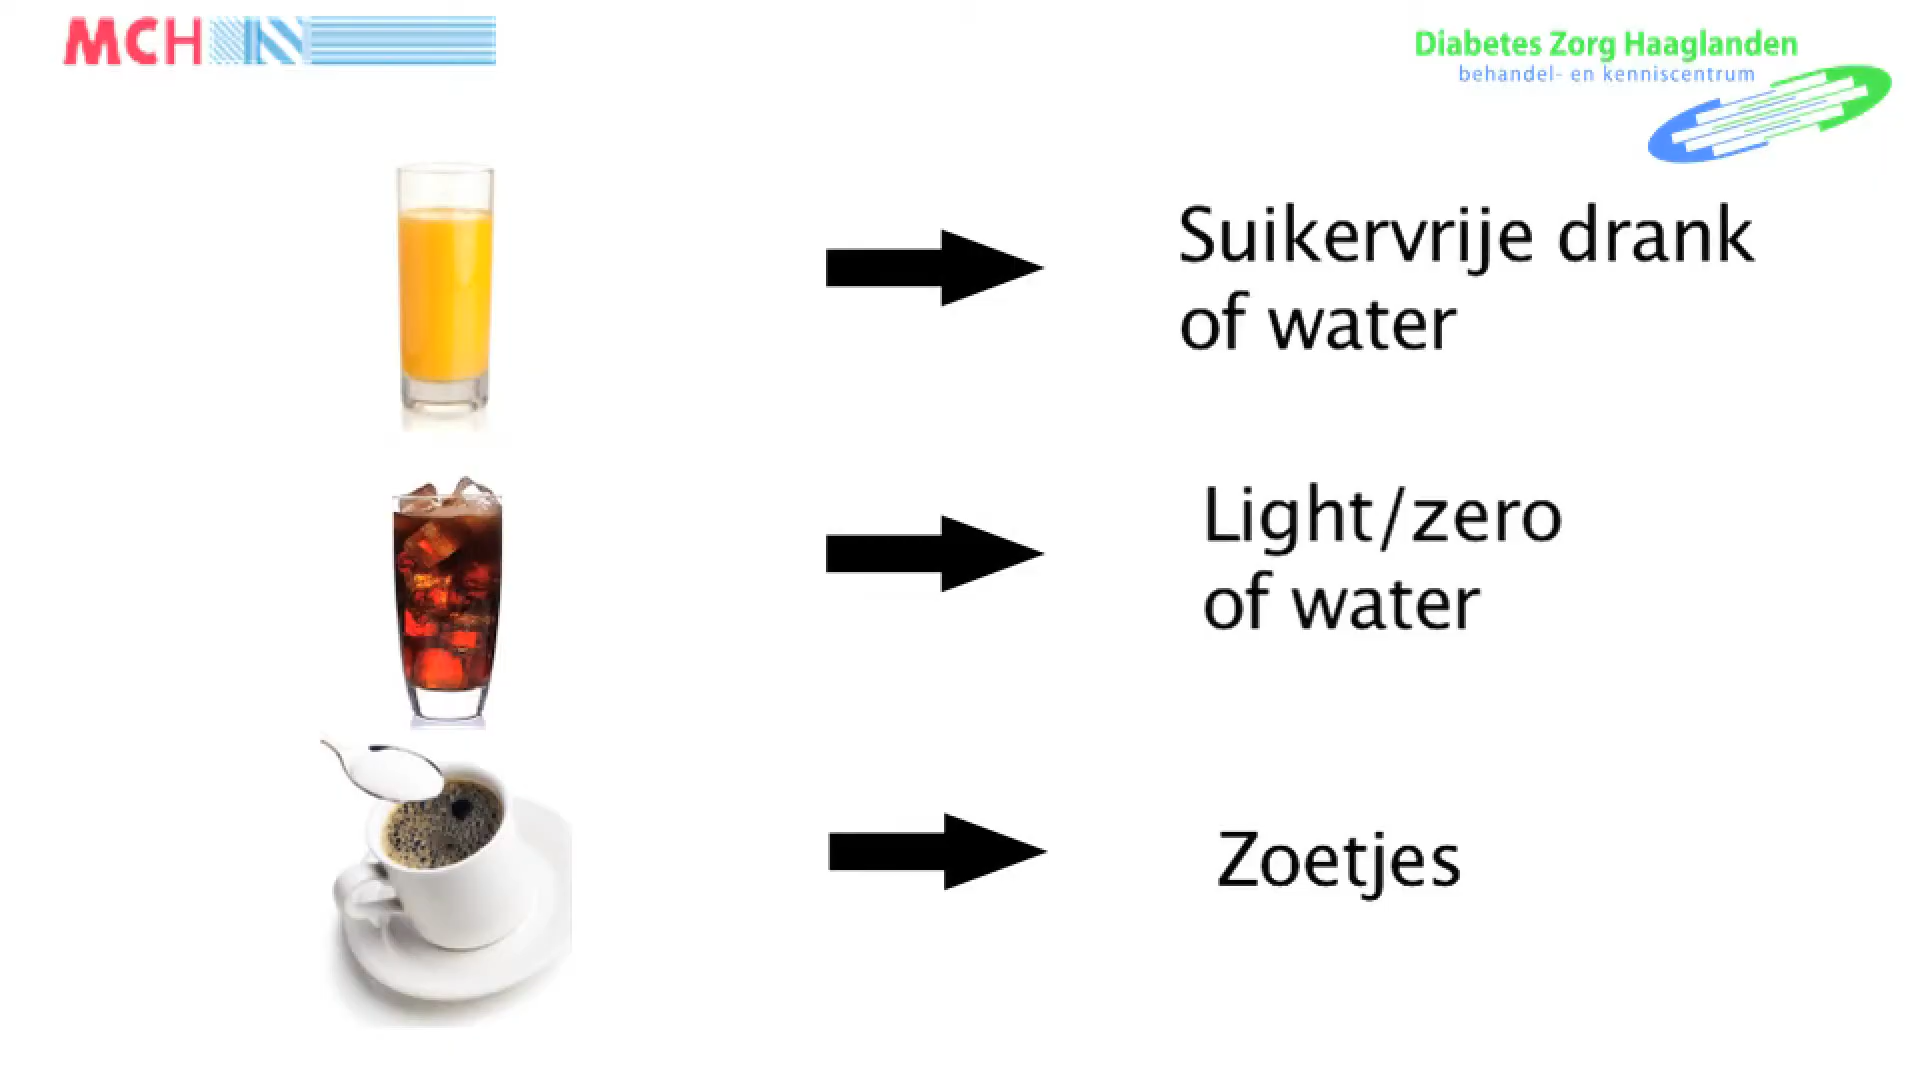 MCH
Diabetes Zorg Haaglanden
behandel- en kenniscentrum
Suikervrije drank
of water
Light/zero
of water
Zoetjes